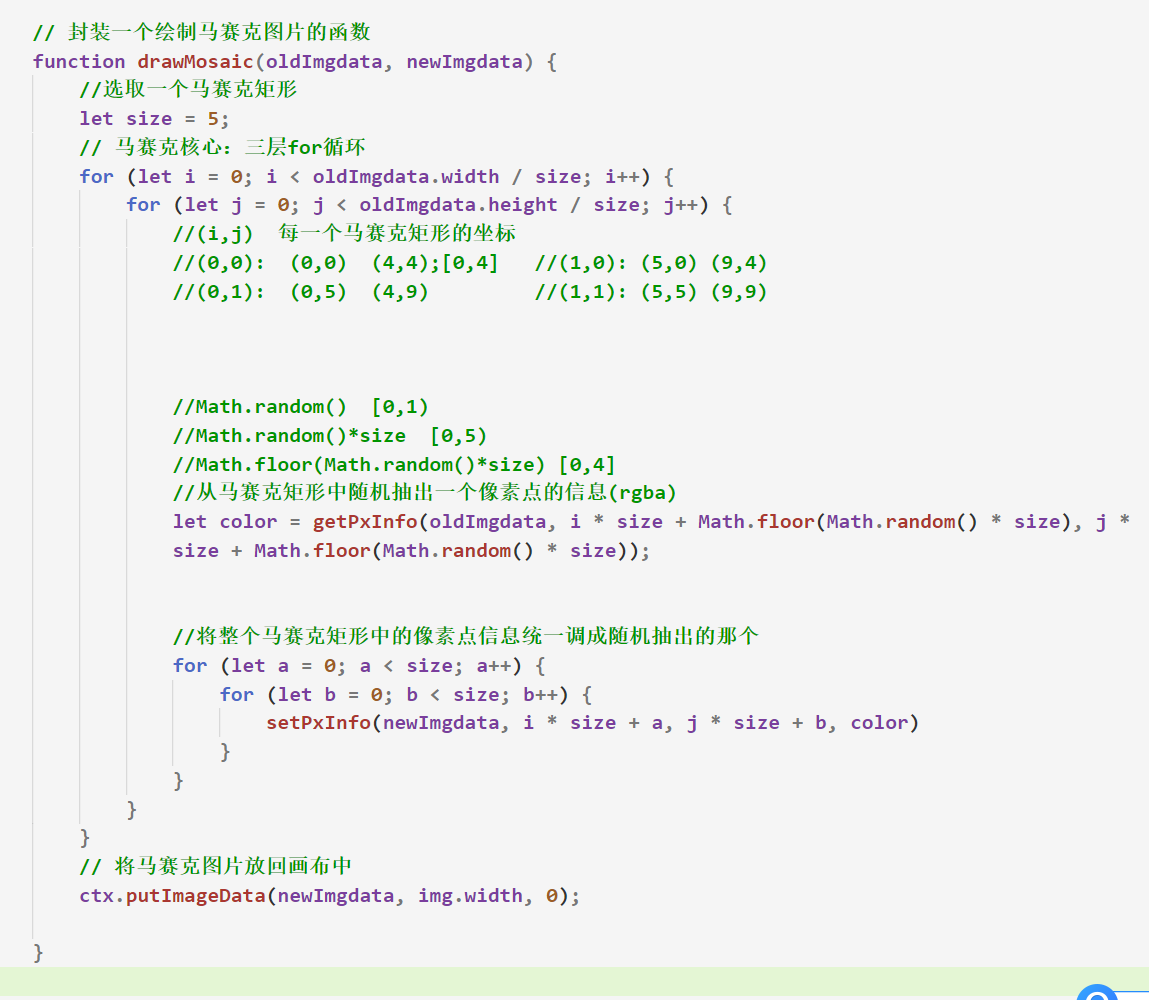 // 封装一个绘制马赛克图片的函数
function drawMosaic(oldImgdata, newImgdata) {
    //选取一个马赛克矩形
    let size = 5;
    // 马赛克核心：三层for循环
    for (let i = 0; i < oldImgdata.width / size; i++) {
        for (let j = 0; j < oldImgdata.height / size; j++) {
            //(i,j)  每一个马赛克矩形的坐标
            //(0,0):  (0,0)  (4,4);[0,4]   //(1,0): (5,0) (9,4)
            //(0,1):  (0,5)  (4,9)         //(1,1): (5,5) (9,9)
            //Math.random()  [0,1)
            //Math.random()*size  [0,5)
            //Math.floor(Math.random()*size) [0,4]
            //从马赛克矩形中随机抽出一个像素点的信息(rgba)
            let color = getPxInfo(oldImgdata, i * size + Math.floor(Math.random() * size), j *
            size + Math.floor(Math.random() * size));
            //将整个马赛克矩形中的像素点信息统一调成随机抽出的那个
            for (let a = 0; a < size; a++) {
                for (let b = 0; b < size; b++) {
                    setPxInfo(newImgdata, i * size + a, j * size + b, color)
                }
            }
        }
    }
    // 将马赛克图片放回画布中
    ctx.putImageData(newImgdata, img.width, 0);
}